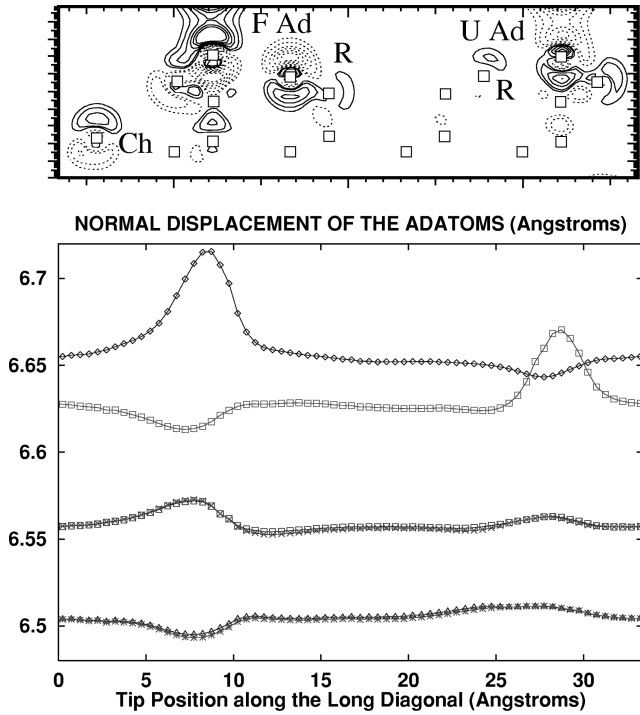 F Ad
U Ad
R
R
Ch
NORMAL DISPLACEMENT OF THE ADATOMS (Angstroms)
6.7
6.65
6.6
6.55
6.5
0 5 10 15 20 25 30
Tip Position along the Long Diagonal (Angstroms)